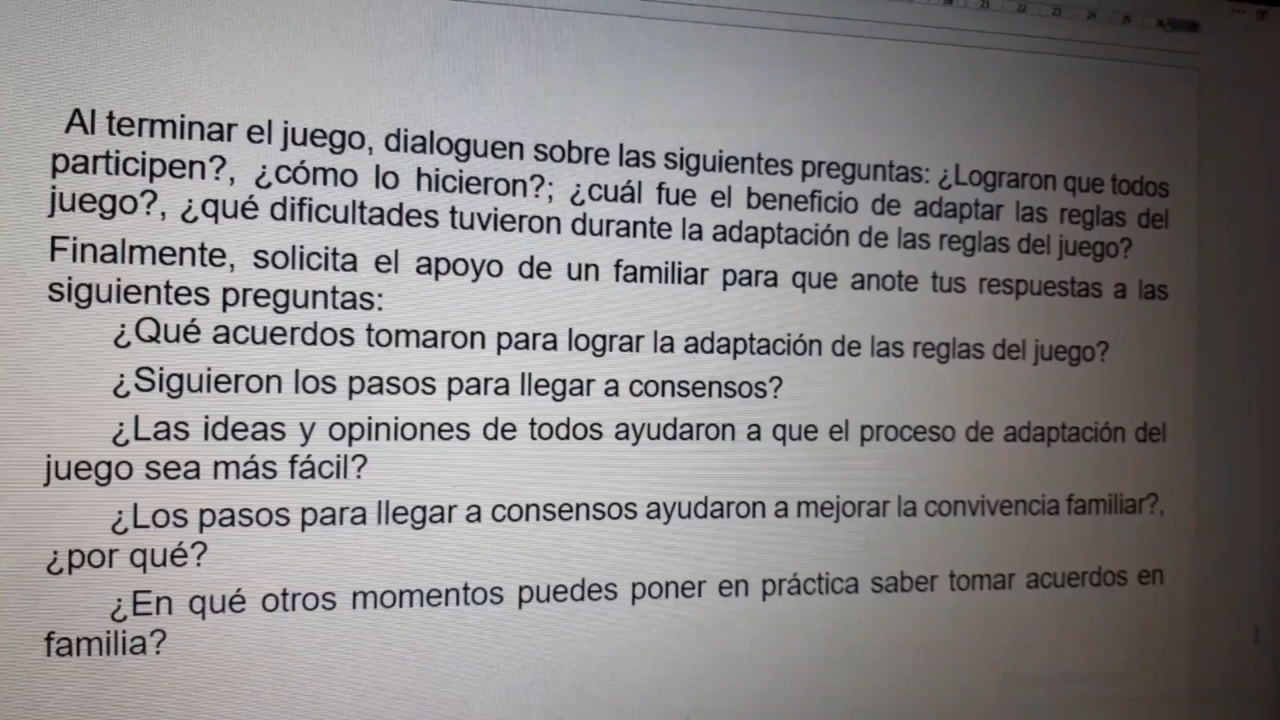 21 22 23 24 25
Al terminar el juego, dialoguen sobre las siguientes preguntas: ¿Lograron que todos
participen?, ¿cómo lo hicieron?; ¿cuál fue el beneficio de adaptar las reglas del
juego?, ¿qué dificultades tuvieron durante la adaptación de las reglas del juego?
Finalmente, solicita el apoyo de un familiar para que anote tus respuestas a las
siguientes preguntas:
¿Qué acuerdos tomaron para lograr la adaptación de las reglas del juego?
¿Siguieron los pasos para llegar a consensos?
¿Las ideas y opiniones de todos ayudaron a que el proceso de adaptación del
juego sea más fácil?
¿Los pasos para llegar a consensos ayudaron a mejorar la convivencia familiar?,
¿por qué?
¿En qué otros momentos puedes poner en práctica saber tomar acuerdos en
familia?